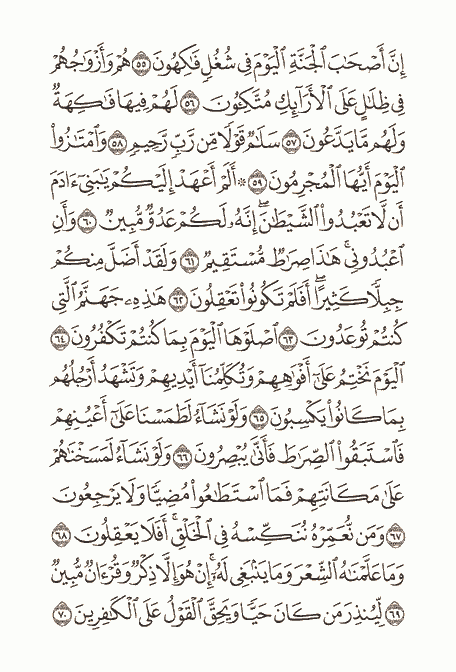 إِنَّ أَصْحَٰبَ ٱلْجَنَّةِ ٱلْيَوْمَ فِى شُغُلٍ فَٰكِهُونَ ٥٥ هُمْ وَأَزْوَٰجُهُمْ
فِى ظِلَٰلٍ عَلَى ٱلْأَرَآئِكِ مُتَّكِـُٔونَ ٥٦ لَهُمْ فِيهَا فَٰكِهَةٌ
وَلَهُم مَّا يَدَّعُونَ ٥٧ سَلَٰمٌ قَوْلًا مِّن رَّبٍّ رَّحِيمٍ ٥٨ وَٱمْتَٰزُوا۟
ٱلْيَوْمَ أَيُّهَا ٱلْمُجْرِمُونَ ٥٩ ۞ أَلَمْ أَعْهَدْ إِلَيْكُمْ يَٰبَنِىٓ ءَادَمَ
أَن لَّا تَعْبُدُوا۟ ٱلشَّيْطَٰنَ ۖ إِنَّهُۥ لَكُمْ عَدُوٌّ مُّبِينٌ ٦٠ وَأَنِ
ٱعْبُدُونِى ۚ هَٰذَا صِرَٰطٌ مُّسْتَقِيمٌ ٦١ وَلَقَدْ أَضَلَّ مِنكُمْ
جِبِلًّا كَثِيرًا ۖ أَفَلَمْ تَكُونُوا۟ تَعْقِلُونَ ٦٢ هَٰذِهِۦ جَهَنَّمُ ٱلَّتِى
كُنتُمْ تُوعَدُونَ ٦٣ ٱصْلَوْهَا ٱلْيَوْمَ بِمَا كُنتُمْ تَكْفُرُونَ ٦٤
ٱلْيَوْمَ نَخْتِمُ عَلَىٰٓ أَفْوَٰهِهِمْ وَتُكَلِّمُنَآ أَيْدِيهِمْ وَتَشْهَدُ أَرْجُلُهُم
بِمَا كَانُوا۟ يَكْسِبُونَ ٦٥ وَلَوْ نَشَآءُ لَطَمَسْنَا عَلَىٰٓ أَعْيُنِهِمْ
فَٱسْتَبَقُوا۟ ٱلصِّرَٰطَ فَأَنَّىٰ يُبْصِرُونَ ٦٦ وَلَوْ نَشَآءُ لَمَسَخْنَٰهُمْ
عَلَىٰ مَكَانَتِهِمْ فَمَا ٱسْتَطَٰعُوا۟ مُضِيًّا وَلَا يَرْجِعُونَ
٦٧ وَمَن نُّعَمِّرْهُ نُنَكِّسْهُ فِى ٱلْخَلْقِ ۖ أَفَلَا يَعْقِلُونَ ٦٨
وَمَا عَلَّمْنَٰهُ ٱلشِّعْرَ وَمَا يَنۢبَغِى لَهُۥٓ ۚ إِنْ هُوَ إِلَّا ذِكْرٌ وَقُرْءَانٌ مُّبِينٌ
٦٩ لِّيُنذِرَ مَن كَانَ حَيًّا وَيَحِقَّ ٱلْقَوْلُ عَلَى ٱلْكَٰفِرِينَ ٧٠